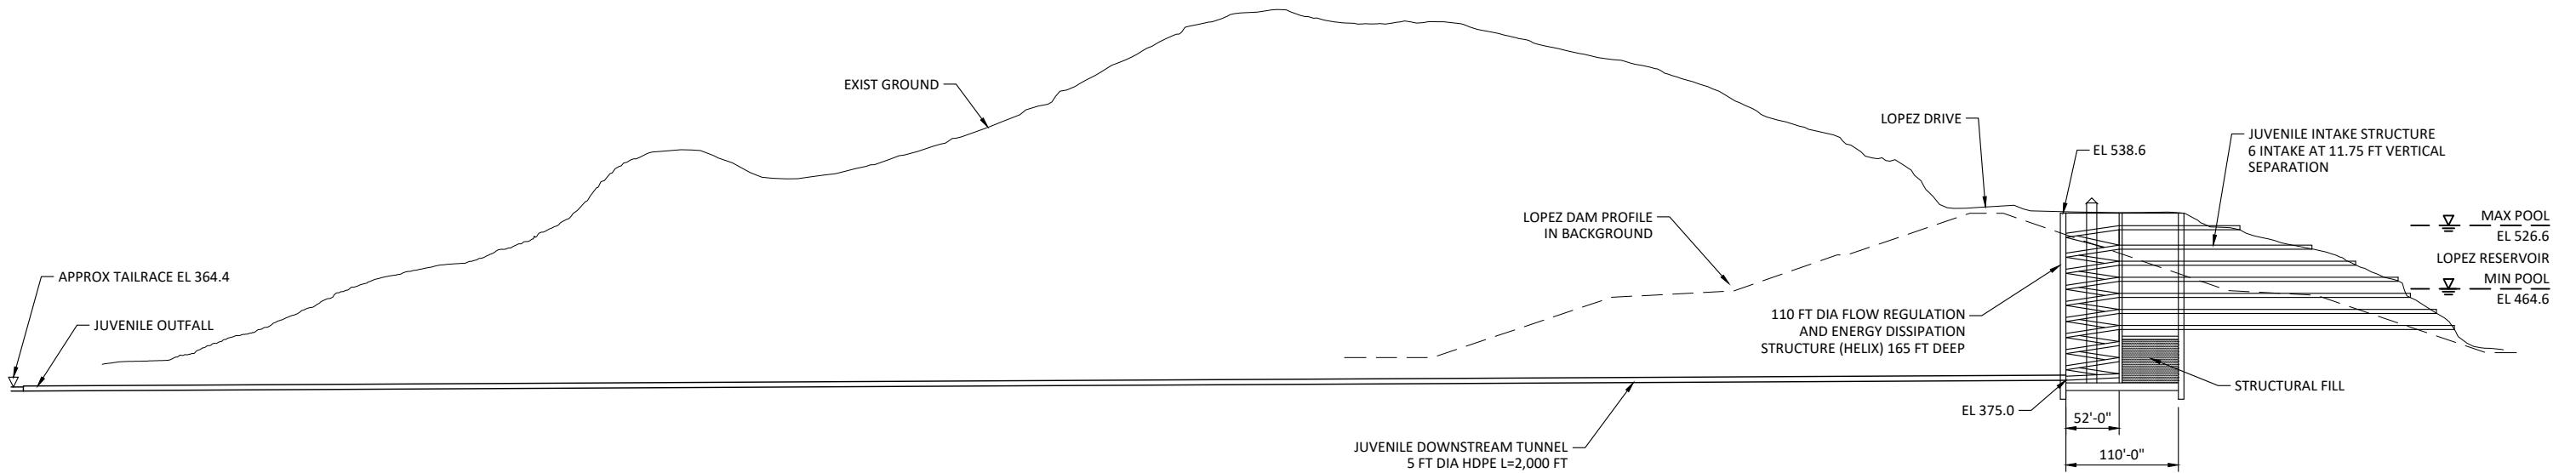 EXIST GROUND
LOPEZ DRIVE
EL 538.6
JUVENILE INTAKE STRUCTURE
6 INTAKE AT 11.75 FT VERTICAL
SEPARATION
LOPEZ DAM PROFILE
IN BACKGROUND
MAX POOL
EL 526.6
LOPEZ RESERVOIR
MIN POOL
EL 464.6
APPROX TAILRACE EL 364.4
JUVENILE OUTFALL
110 FT DIA FLOW REGULATION
AND ENERGY DISSIPATION
STRUCTURE (HELIX) 165 FT DEEP
STRUCTURAL FILL
EL 375.0
52'-0"
JUVENILE DOWNSTREAM TUNNEL
5 FT DIA HDPE L=2,000 FT
110'-0"